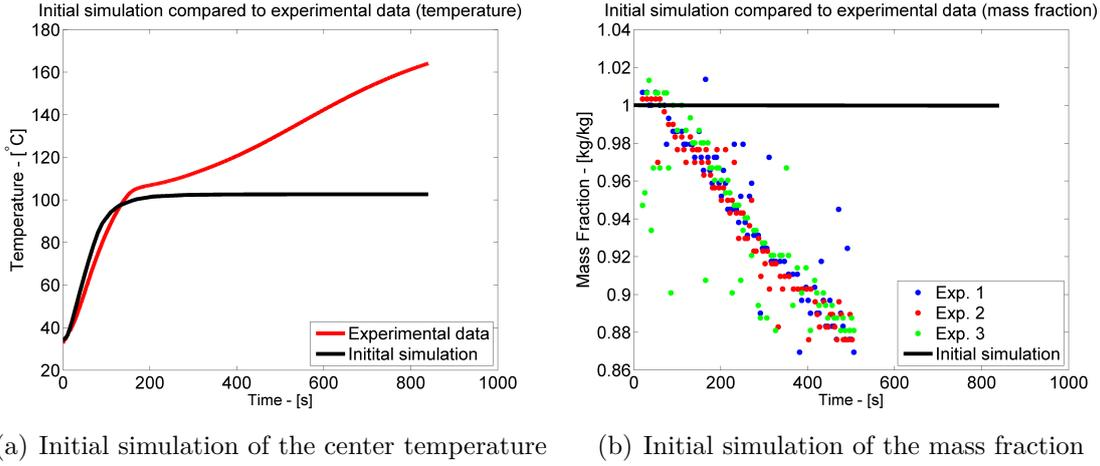 Initial simulation compared to experimental data (temperature)
180
160
140
120
100
80
60
40
20
Temperature - [°C]
0
200
400
600
800
1000
Time - [s]
Experimental data
Initital simulation
Initial simulation compared to experimental data (mass fraction)
1.04
1.02
1
0.98
0.96
0.94
0.92
0.9
0.88
0.86
Mass Fraction - [kg/kg]
0
200
400
600
800
1000
Time - [s]
Exp. 1
Exp. 2
Exp. 3
Initital simulation
a) Initial simulation of the center temperature
(b) Initial simulation of the mass fraction